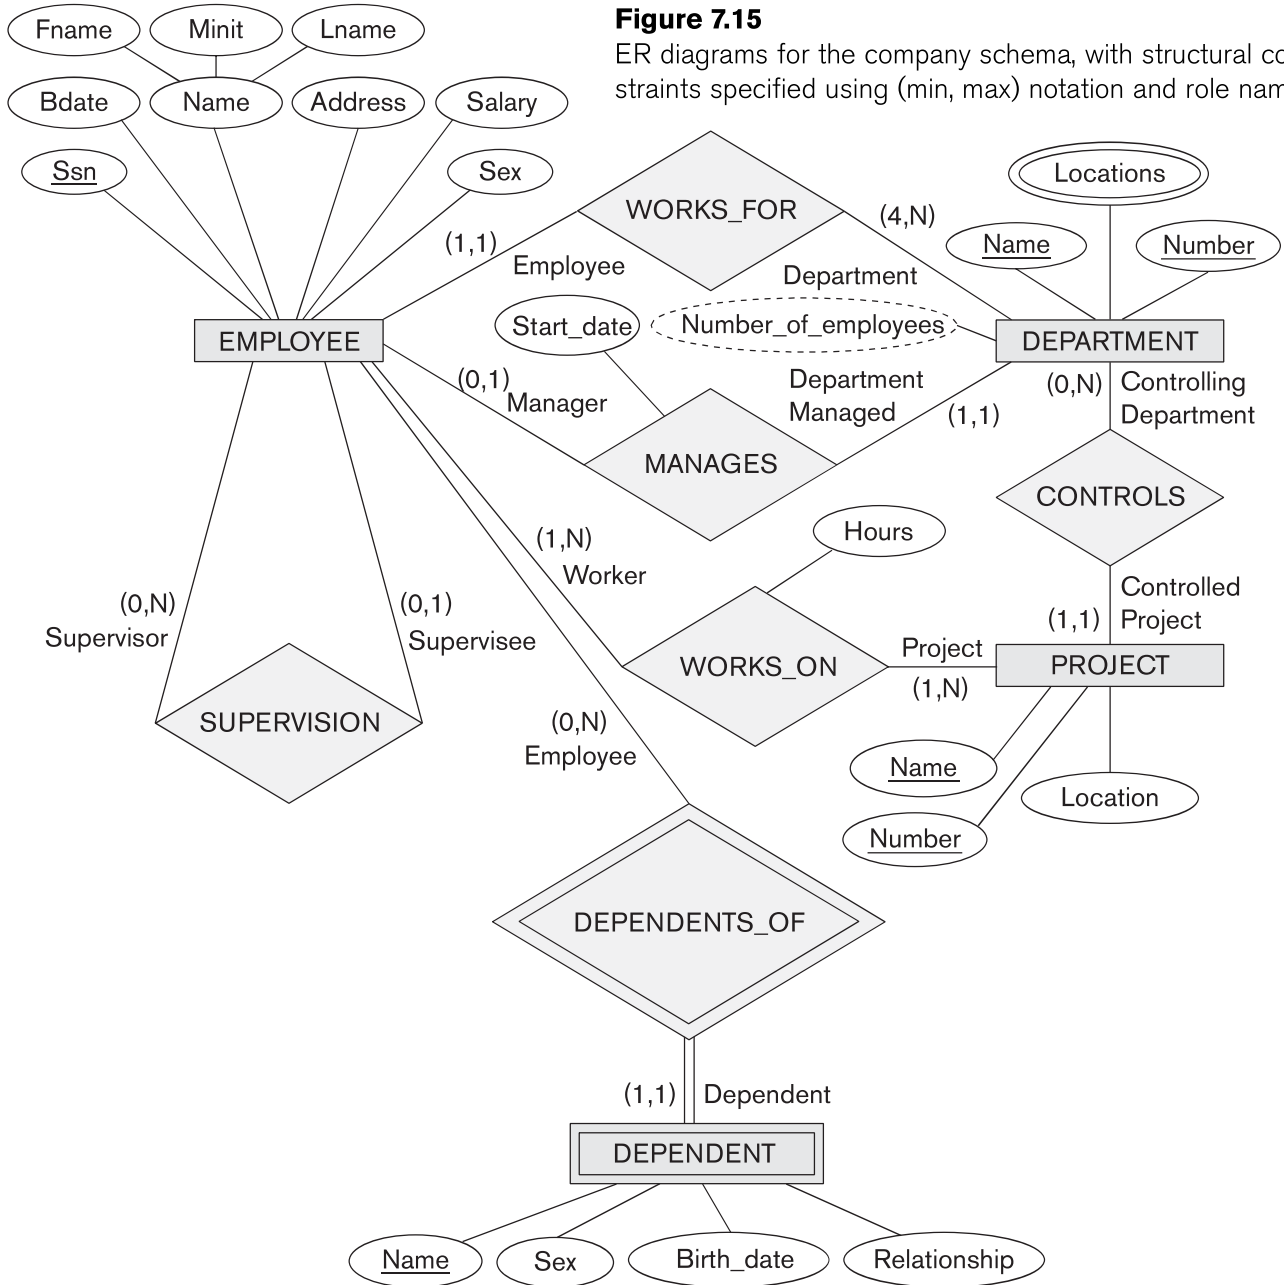 Figure 7.15
ER diagrams for the company schema, with structural co
straints specified using (min, max) notation and role nam
Fname
Minit
Lname
Bdate
Name
Address
Salary
Ssn
Sex
WORKS_FOR
Locations
Name
Number
(1,1)
Employee
(4,N)
Department
Start_date
Number_of_employees
EMPLOYEE
DEPARTMENT
(0,1)
Manager
Department
Managed
(1,1)
(0,N)
Controlling
Department
MANAGES
CONTROLS
Hours
(1,N)
Worker
(0,N)
Supervisor
(0,1)
Supervisee
Controlled
Project
(1,1)
WORKS_ON
Project
(1,N)
PROJECT
SUPERVISION
(0,N)
Employee
Name
Location
Number
DEPENDENTS_OF
(1,1)
Dependent
DEPENDENT
Name
Sex
Birth_date
Relationship